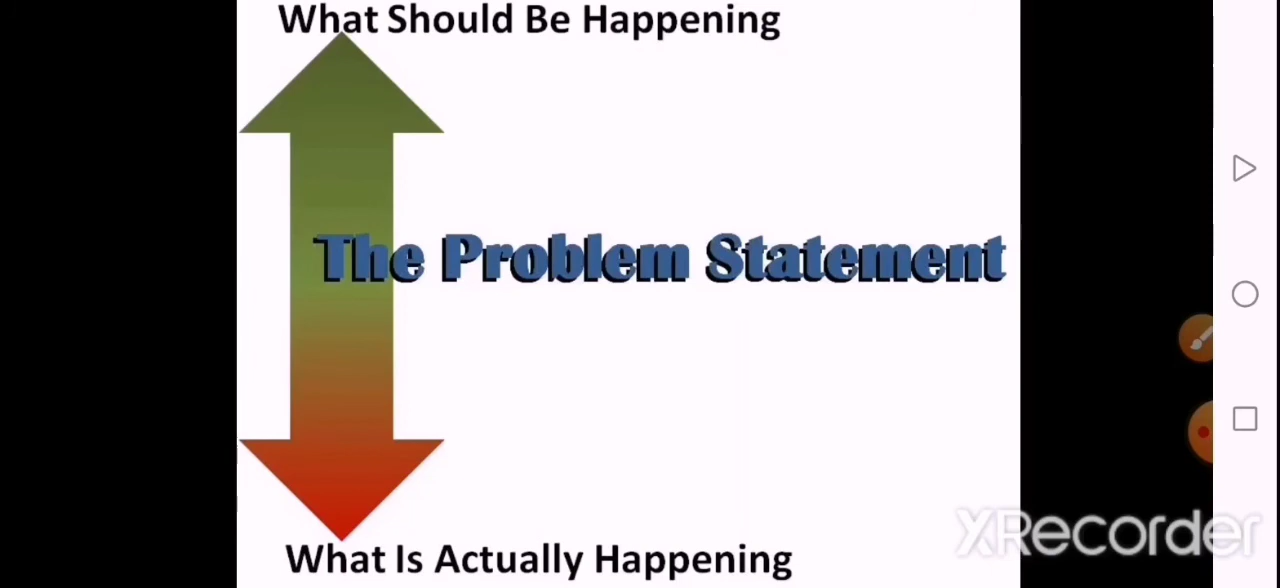 What Should Be Happening
The Problem Statement
What Is Actually Happening
XRecorder